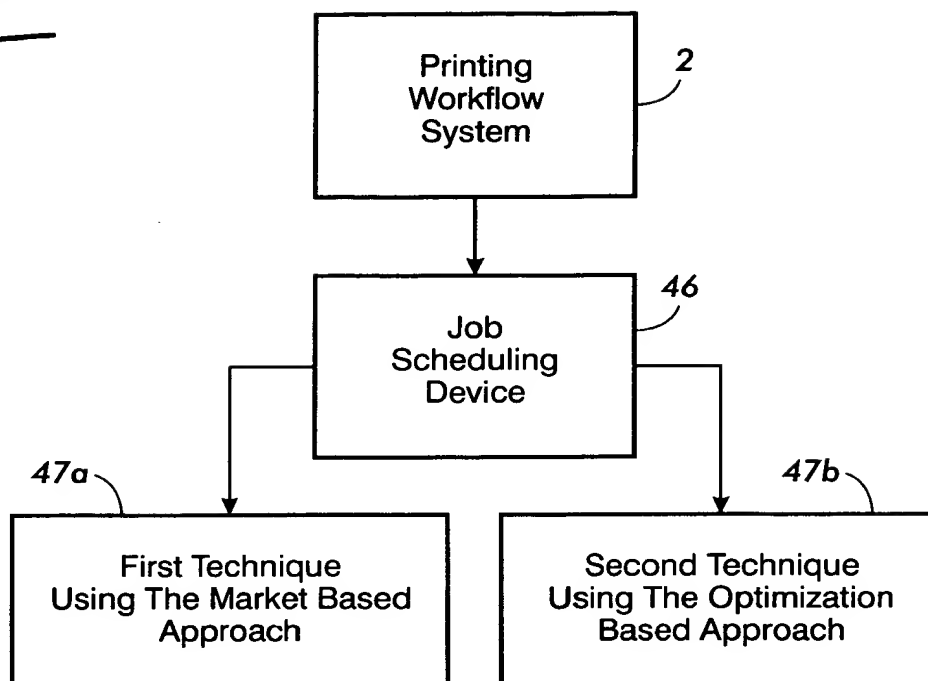 Printing
Workflow
System
2
Job
Scheduling
Device
46
47a
First Technique
Using The Market Based
Approach
47b
Second Technique
Using The Optimization
Based Approach